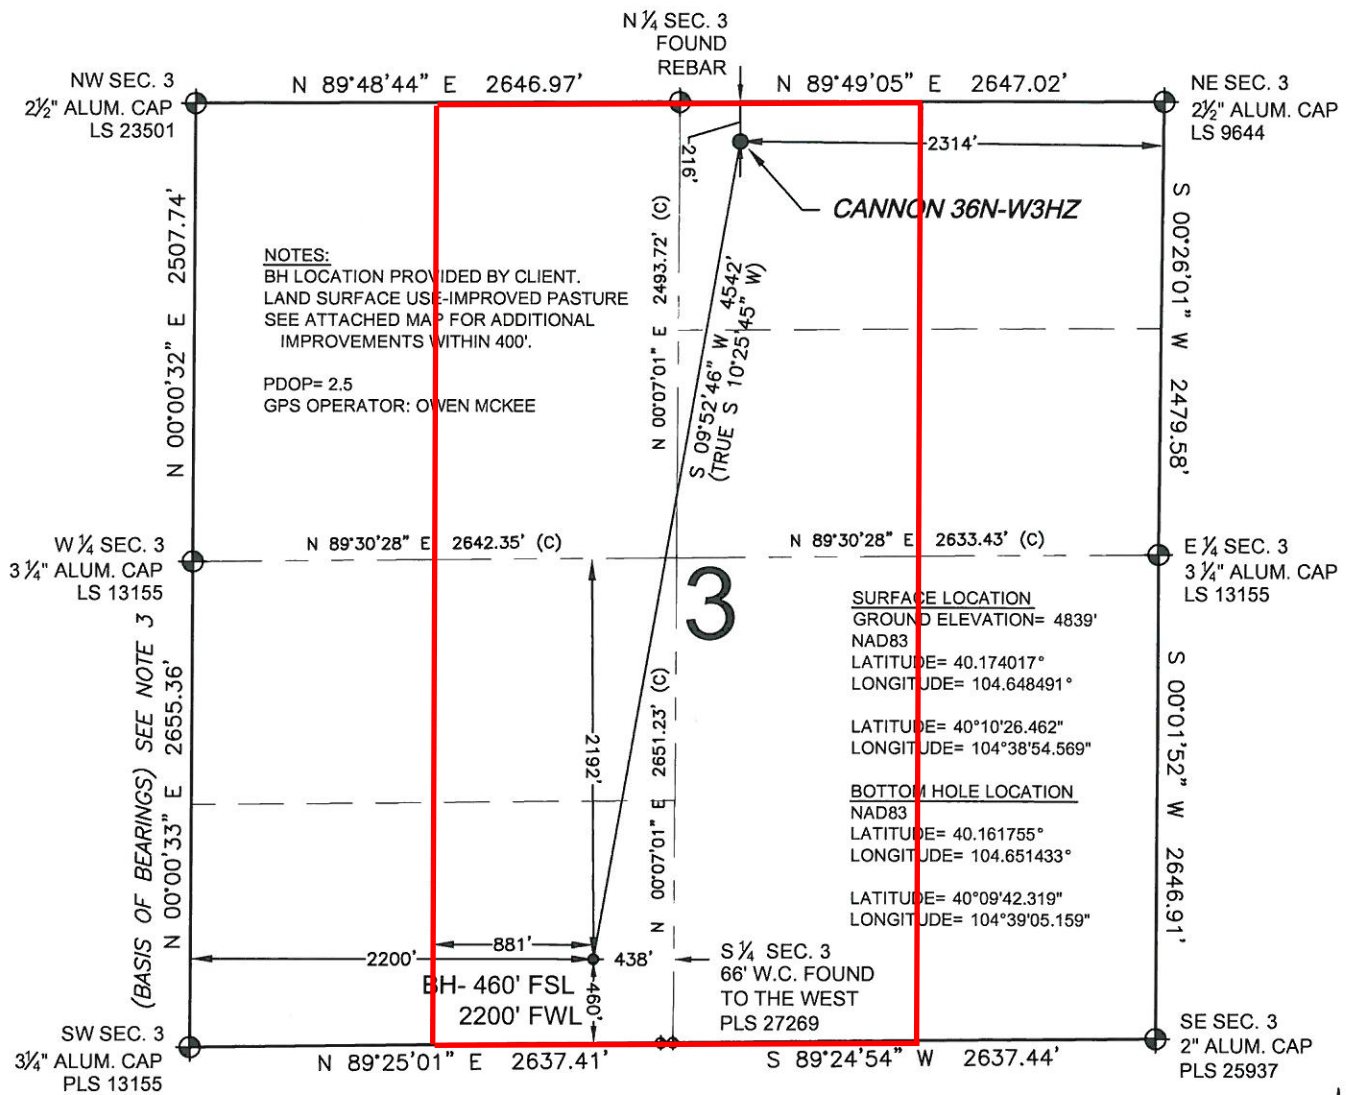 N ¼ SEC. 3
FOUND
REBAR
NW SEC. 3
2½" ALUM. CAP
LS 23501
N 89°48'44" E 2646.97'
N 89°49'05" E 2647.02'
NE SEC. 3
2½" ALUM. CAP
LS 9644
2314'
216'
CANNON 36N-W3HZ
N 00°00'32" E 2507.74'
NOTES:
BH LOCATION PROVIDED BY CLIENT.
LAND SURFACE USE-IMPROVED PASTURE
SEE ATTACHED MAP FOR ADDITIONAL
IMPROVEMENTS WITHIN 400'.
PDOP= 2.5
GPS OPERATOR: OWEN MCKEE
N 00°07'01" E 2493.72' (C)
S 09°52'46" W 4542'
(TRUE S 10°25'45" W)
S 00°26'01" W 2479.58'
W ¼ SEC. 3
3 ¼" ALUM. CAP
LS 13155
N 89°30'28" E 2642.35' (C)
N 89°30'28" E 2633.43' (C)
E ¼ SEC. 3
3 ¼" ALUM. CAP
LS 13155
3
SURFACE LOCATION
GROUND ELEVATION= 4839'
NAD83
LATITUDE= 40.174017°
LONGITUDE= 104.648491°
LATITUDE= 40°10'26.462"
LONGITUDE= 104°38'54.569"
BOTTOM HOLE LOCATION
NAD83
LATITUDE= 40.161755°
LONGITUDE= 104.651433°
LATITUDE= 40°09'42.319"
LONGITUDE= 104°39'05.159"
(BASIS OF BEARINGS) SEE NOTE 3
N 00°00'33" E 2655.36'
2192'
N 00°07'01" E 2651.23' (C)
S 00°01'52" W 2646.91'
881'
2200'
438'
460'
BH- 460' FSL
2200' FWL
S ¼ SEC. 3
66' W.C. FOUND
TO THE WEST
PLS 27269
SW SEC. 3
3¼" ALUM. CAP
PLS 13155
N 89°25'01" E 2637.41'
S 89°24'54" W 2637.44'
SE SEC. 3
2" ALUM. CAP
PLS 25937